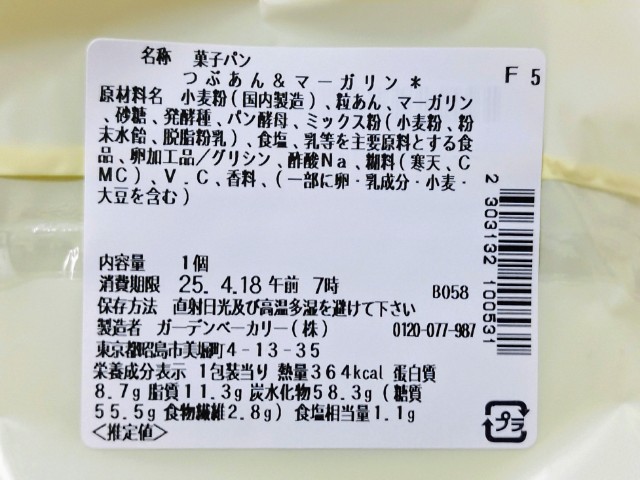 名称 菓子パン
つぶあん&マーガリン*
F 5
原材料名 小麦粉(国内製造)、粒あん、マーガリン
、砂糖、発酵種、パン酵母、ミックス粉(小麦粉、粉
末水飴、脱脂粉乳)、食塩、乳等を主要原料とする食
品、卵加工品/グリシン、酢酸Na、糊料(寒天、C
MC)、V.C、香料、(一部に卵・乳成分・小麦・
大豆を含む)
内容量 1個
消費期限 25. 4.18 午前 7時
B058
保存方法 直射日光及び高温多湿を避けて下さい
製造者 ガーデンベーカリー(株) 0120-077-987
東京都昭島市美堀町4-13-35
栄養成分表示 1包装当り 熱量364kcal 蛋白質
8.7g 脂質11.3g 炭水化物58.3g(糖質
55.5g 食物繊維2.8g) 食塩相当量1.1g
<推定値>
2 303132 100531
プラ